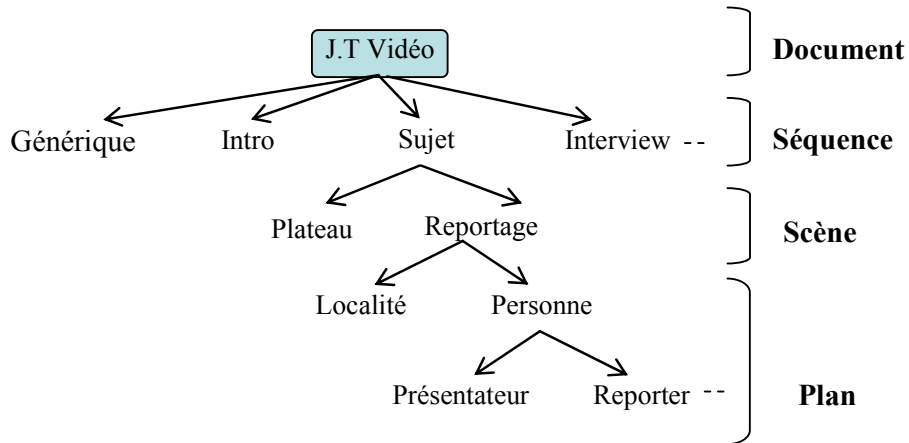 J.T Vidéo
Document
Générique Intro Sujet Interview -- Séquence
Plateau Reportage Scène
Localité Personne
Présentateur Reporter -- Plan